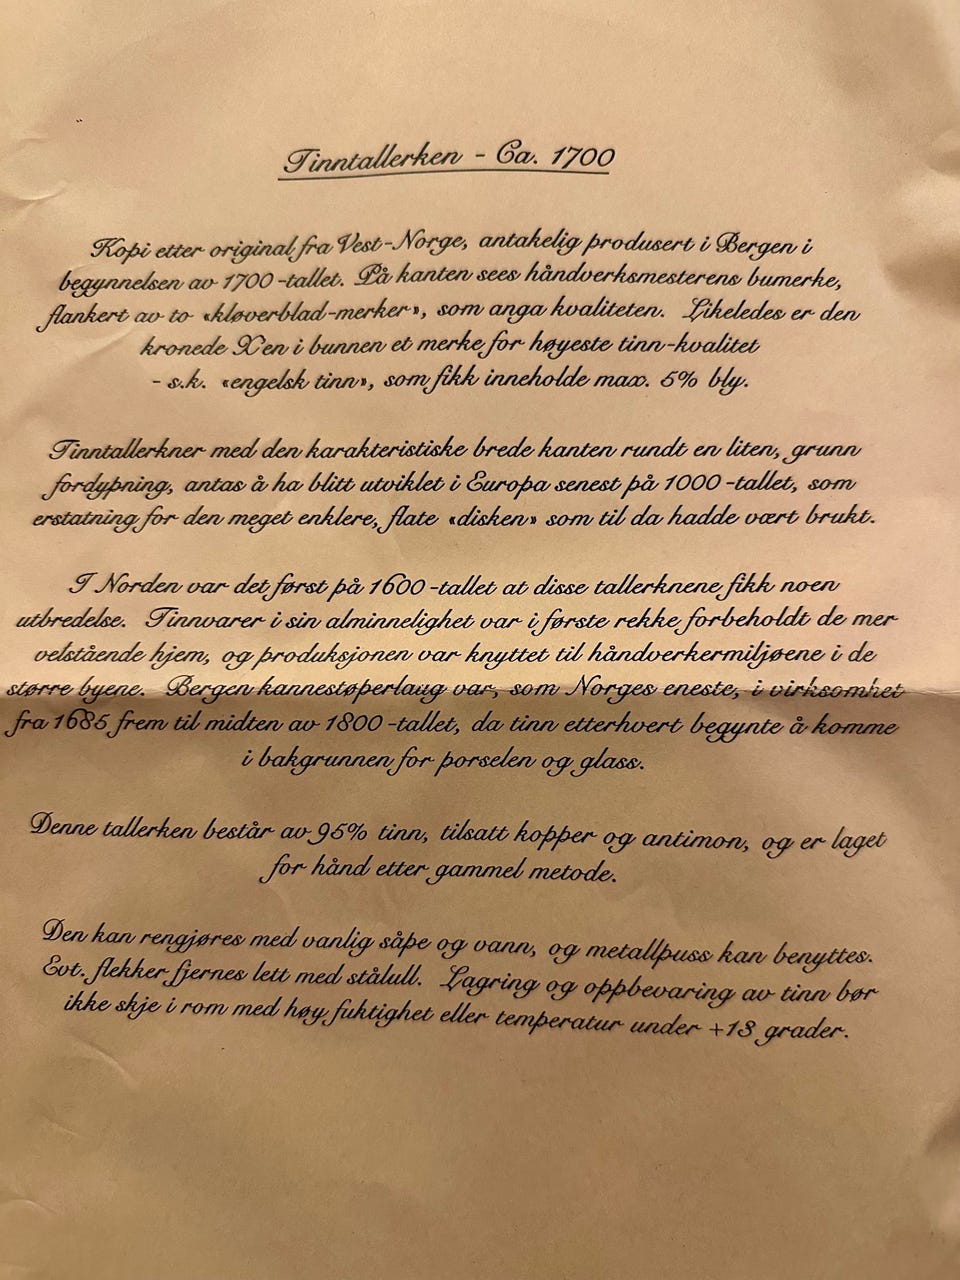 Tinntallerken - Ca. 1700
Kopi etter original fra Vest-Norge, antakelig produsert i Bergen i
begynnelsen av 1700 -tallet. På kanten sees håndverksmesterens bumerke,
flankert av to «kløverblad-merker», som anga kvaliteten. Likeledes er den
kronede X'en i bunnen et merke for høyeste tinn-kvalitet
- s.k. «engelsk tinn», som fikk inneholde max. 5% bly.
Tinntallerkner med den karakteristiske brede kanten rundt en liten, grunn
fordypning, antas å ha blitt utviklet i Europa senest på 1000 -tallet, som
erstatning for den meget enklere, flate «disken» som til da hadde vært brukt.
I Norden var det først på 1600 -tallet at disse tallerknene fikk noen
utbredelse. Tinnvarer i sin alminnelighet var i første rekke forbeholdt de mer
velstående hjem, og produksjonen var knyttet til håndverkermiljøene i de
større byene. Bergen kannestøperlaug var, som Norges eneste, i virksomhet
fra 1685 frem til midten av 1800 -tallet, da tinn etterhvert begynte å komme
i bakgrunnen for porselen og glass.
Denne tallerken består av 95% tinn, tilsatt kopper og antimon, og er laget
for hånd etter gammel metode.
Den kan rengjøres med vanlig såpe og vann, og metallpuss kan benyttes.
Evt. flekker fjernes lett med stålull. Lagring og oppbevaring av tinn bør
ikke skje i rom med høy fuktighet eller temperatur under +13 grader.